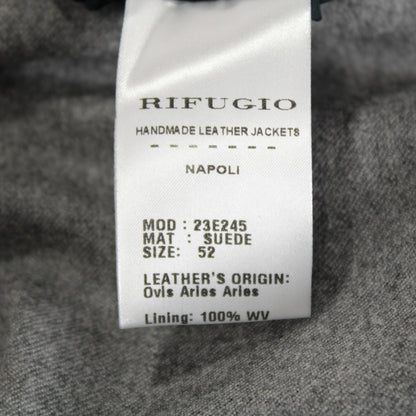 RIFUGIO
HANDMADE LEATHER JACKETS
- - - - - - -
NAPOLI
MOD : 23E245
MAT : SUEDE
SIZE: 52
LEATHER'S ORIGIN:
Ovis Aries Aries
Lining: 100% WV